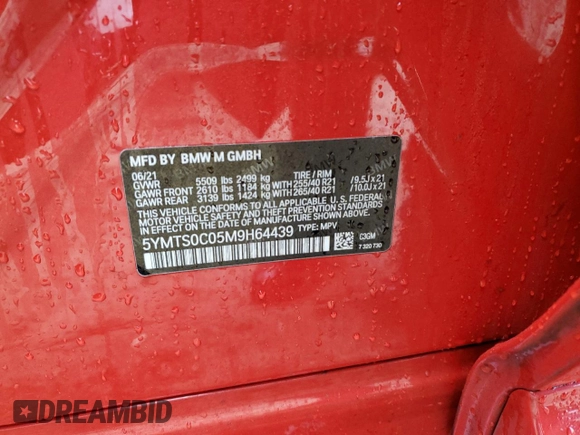 MFD BY BMW M GMBH
06/21 TIRE / RIM
GVWR 5509 lbs 2499 kg
GAWR FRONT 2610 lbs 1184 kg WITH 255/40 R21 /9.5J x 21
GAWR REAR 3139 lbs 1424 kg WITH 265/40 R21 /10.0J x 21
THIS VEHICLE CONFORMS TO ALL APPLICABLE FEDERAL
MOTOR VEHICLE SAFETY, BUMPER, AND THEFT PREVENTION
STANDARDS IN EFFECT ON THE DATE OF
MANUFACTURE SHOWN ABOVE.
5YMTS0C05M9H64439 TYPE: MPV
C3GM
7 320 730
DREAMBID